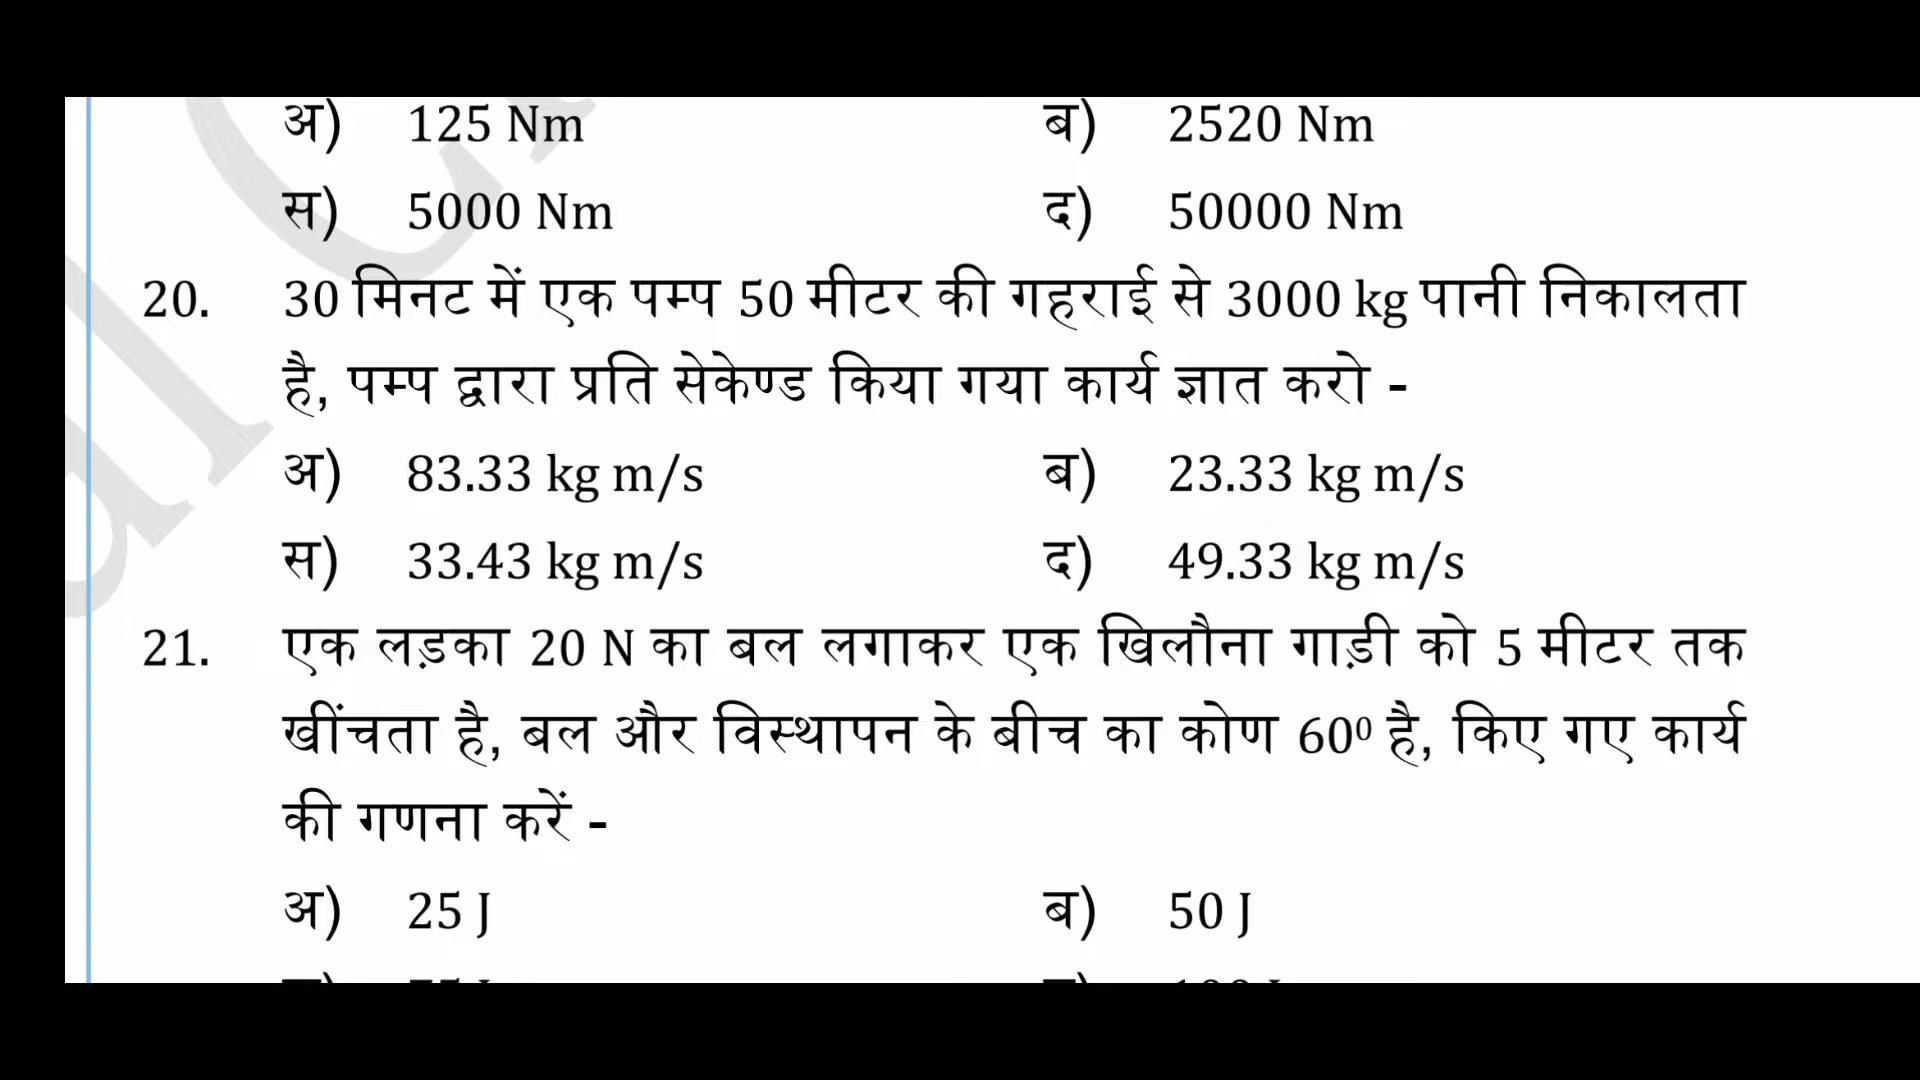 अ) 125 Nm ब) 2520 Nm
स) 5000 Nm द) 50000 Nm
20. 30 मिनट में एक पम्प 50 मीटर की गहराई से 3000 kg पानी निकालता
है, पम्प द्वारा प्रति सेकेण्ड किया गया कार्य ज्ञात करो -
अ) 83.33 kg m/s ब) 23.33 kg m/s
स) 33.43 kg m/s द) 49.33 kg m/s
21. एक लड़का 20 N का बल लगाकर एक खिलौना गाड़ी को 5 मीटर तक
खींचता है, बल और विस्थापन के बीच का कोण 60⁰ है, किए गए कार्य
की गणना करें -
अ) 25 J ब) 50 J